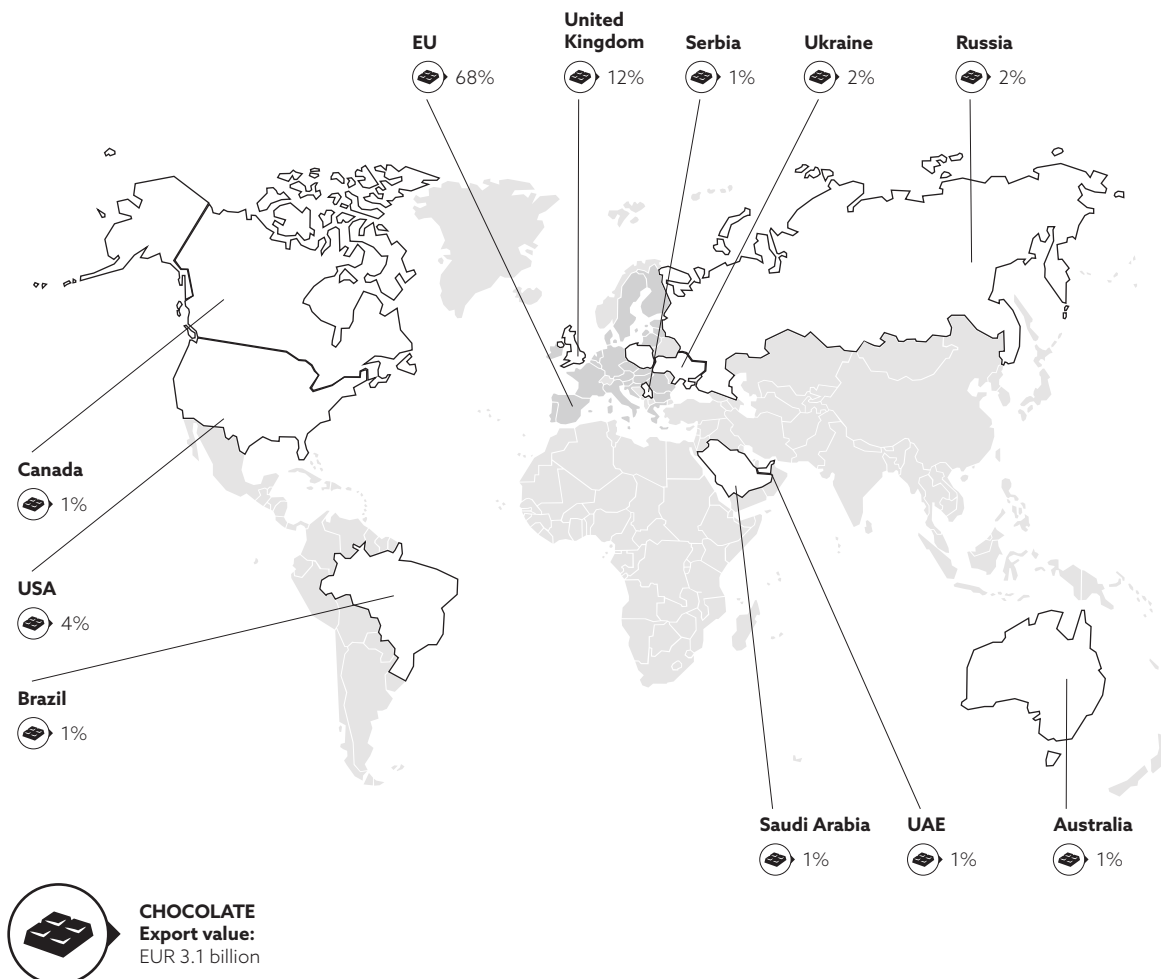 EU
68%
United
Kingdom
12%
Serbia
1%
Ukraine
2%
Russia
2%
Canada
1%
USA
4%
Brazil
1%
Saudi Arabia
1%
UAE
1%
Australia
1%
CHOCOLATE
Export value:
EUR 3.1 billion